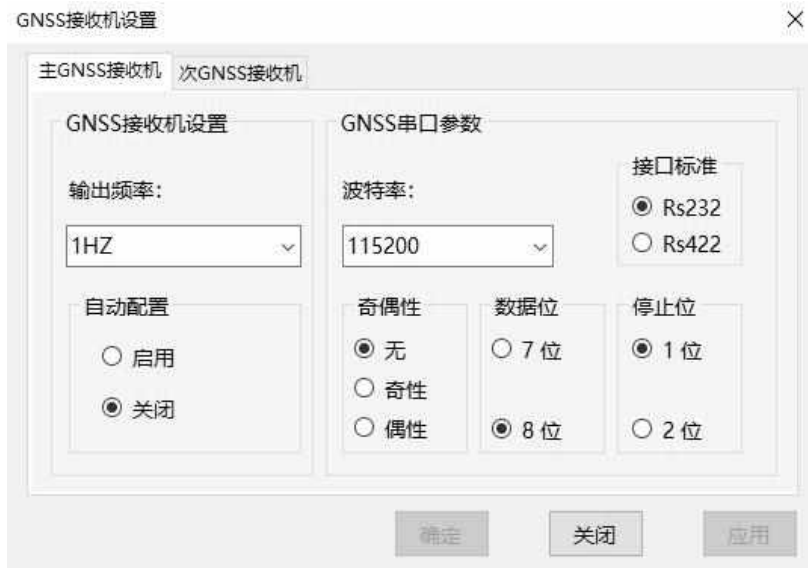 GNSS接收机设置
主GNSS接收机 次GNSS接收机
GNSS接收机设置
输出频率：
1HZ
自动配置
启用
关闭
GNSS串口参数
波特率：
115200
接口标准
Rs232
Rs422
奇偶性
无
奇性
偶性
数据位
7 位
8 位
停止位
1 位
2 位
确定 关闭 应用